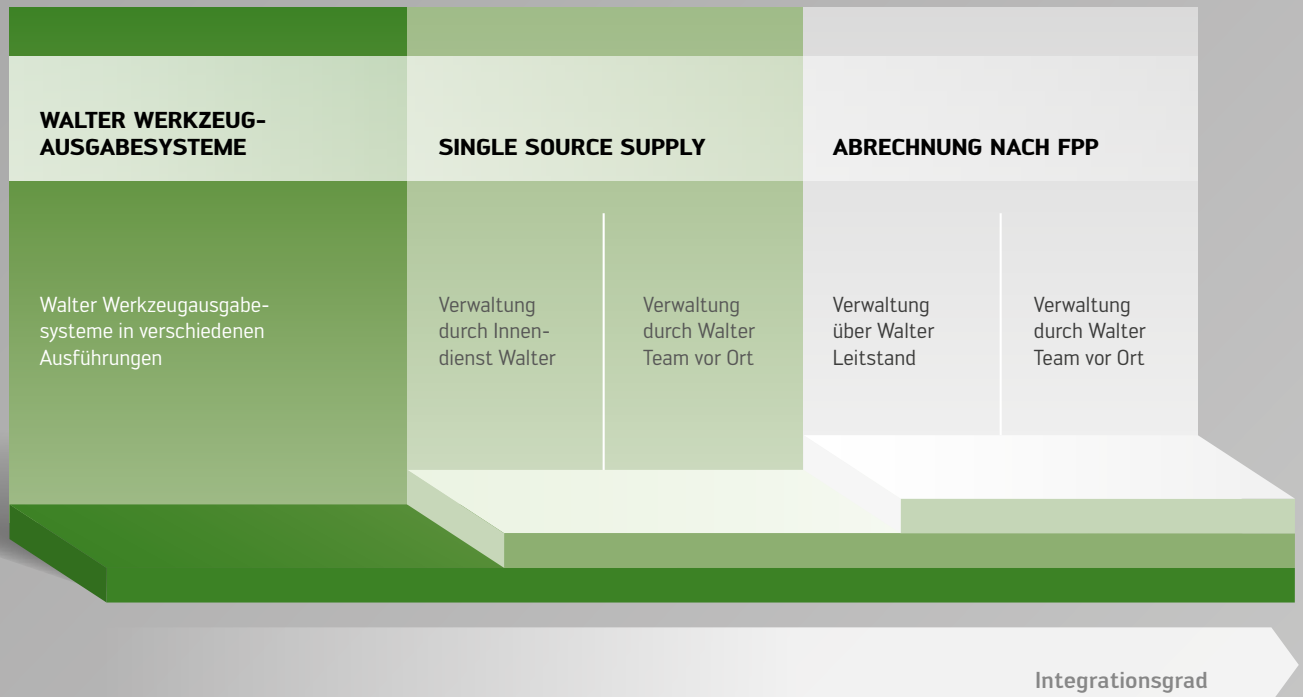 WALTER WERKZEUG-
AUSGABESYSTEME
SINGLE SOURCE SUPPLY
ABRECHNUNG NACH FPP
Walter Werkzeugausgabe-
systeme in verschiedenen
Ausführungen
Verwaltung
durch Innen-
dienst Walter
Verwaltung
durch Walter
Team vor Ort
Verwaltung
über Walter
Leitstand
Verwaltung
durch Walter
Team vor Ort
Integrationsgrad